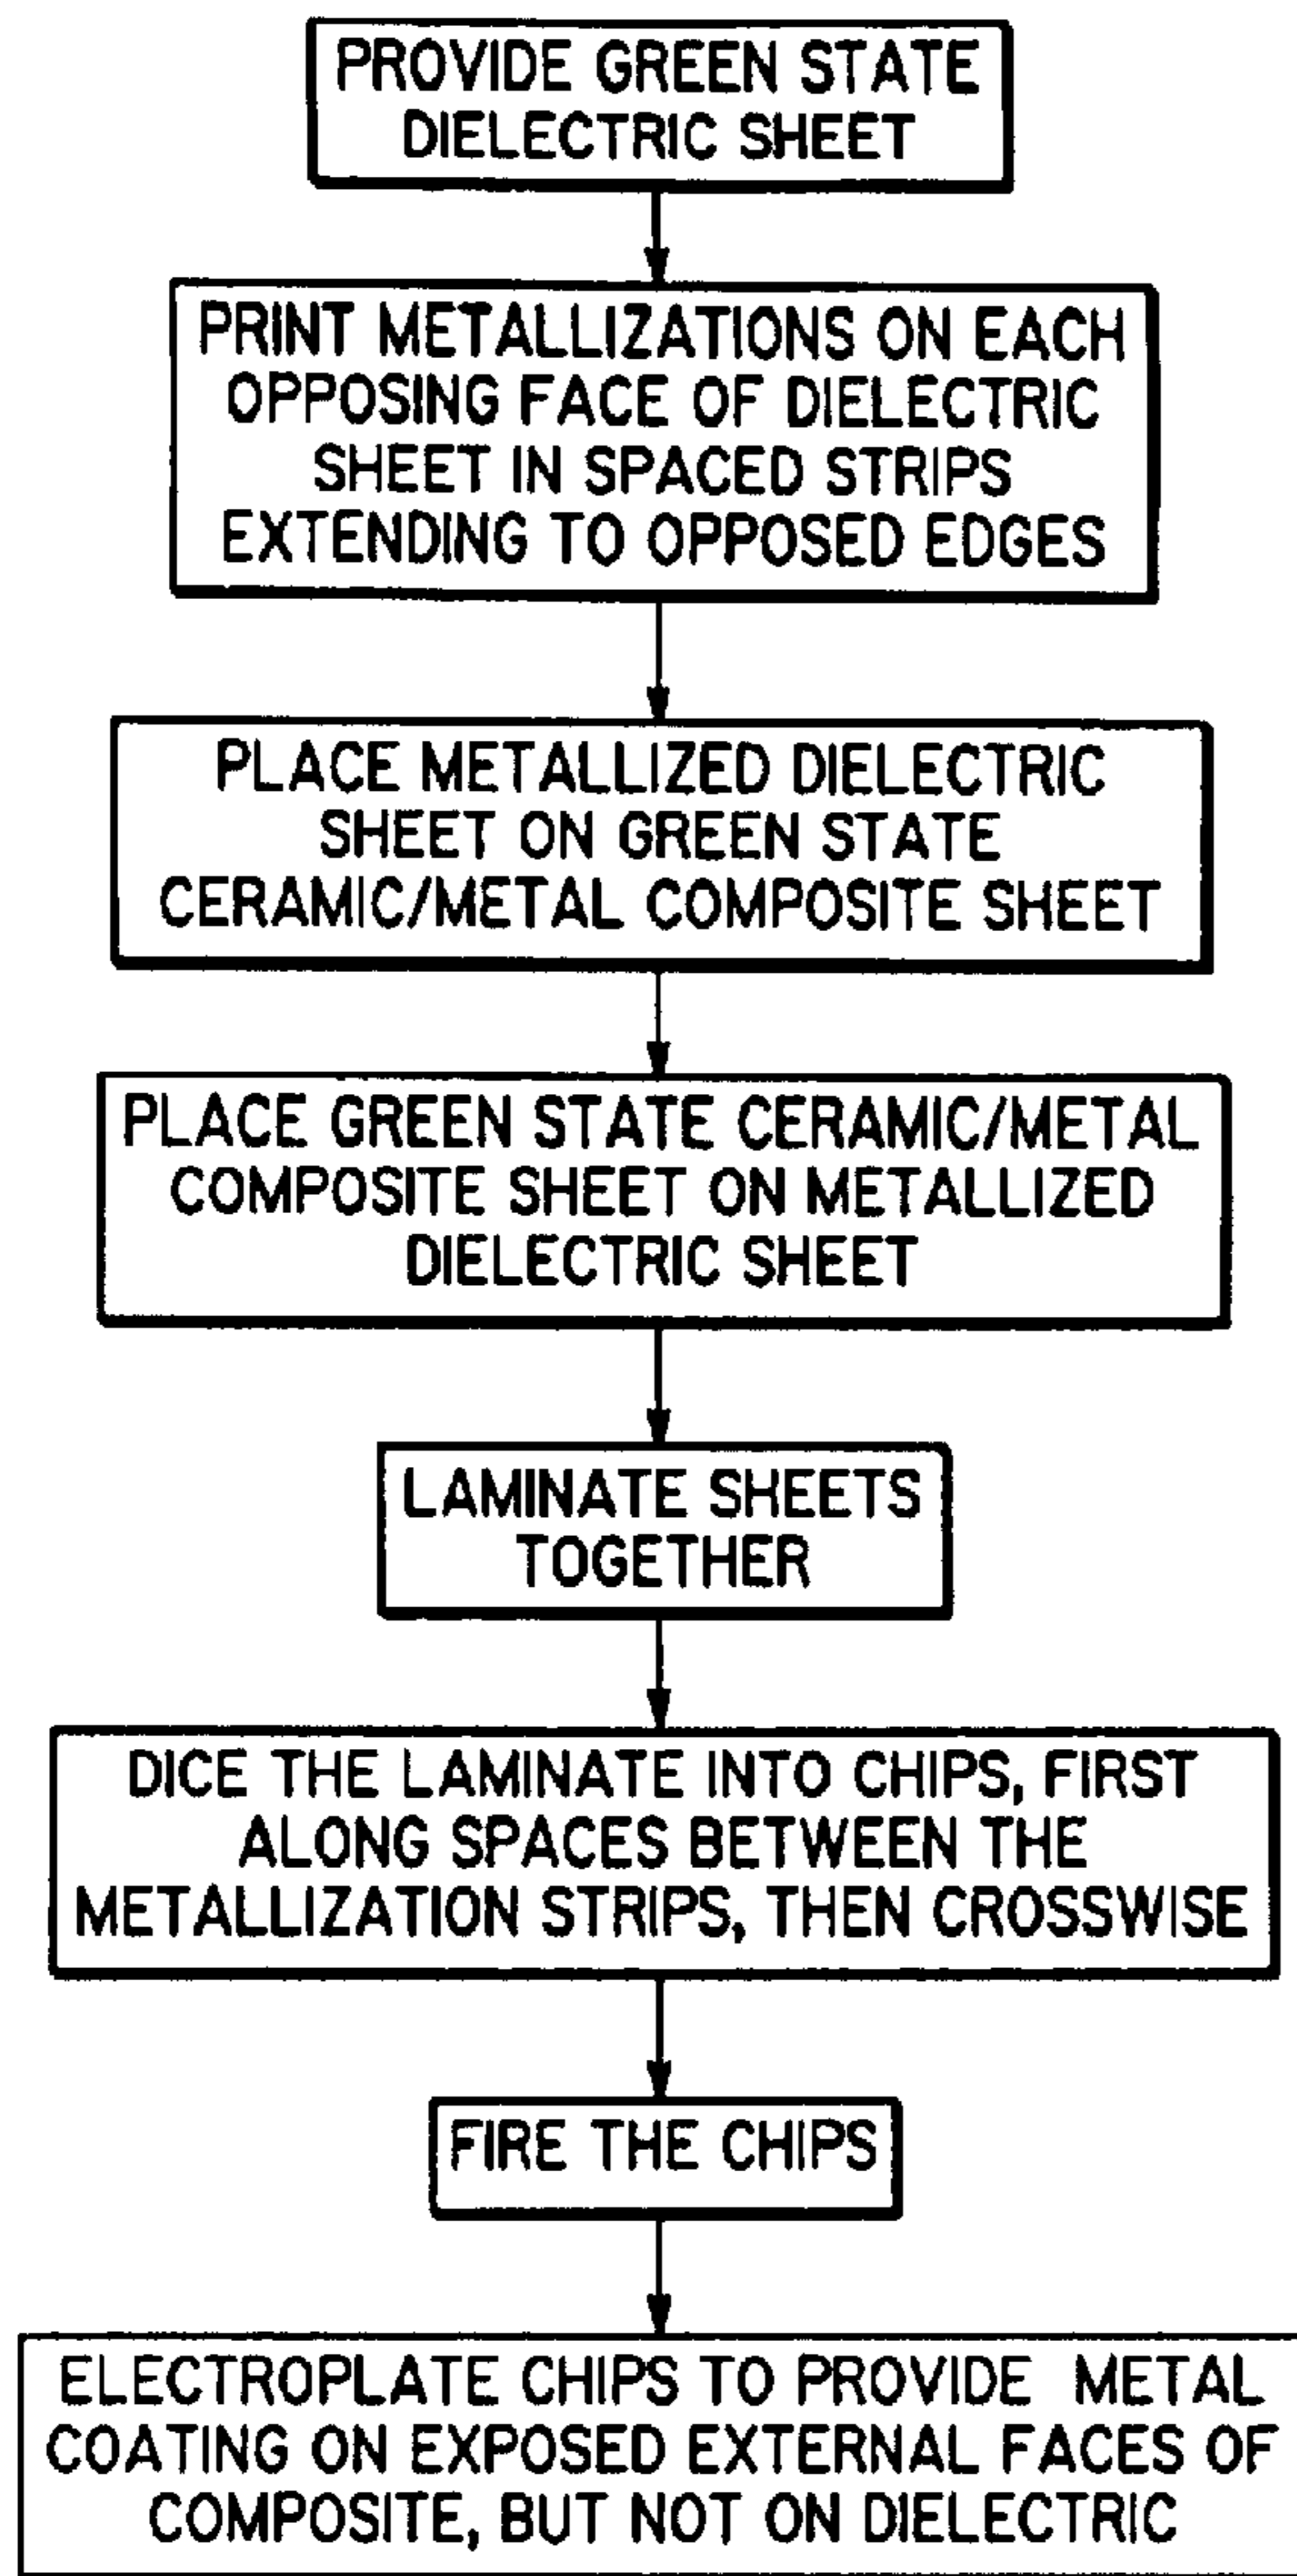 PROVIDE GREEN STATE
DIELECTRIC SHEET
PRINT METALLIZATIONS ON EACH
OPPOSING FACE OF DIELECTRIC
SHEET IN SPACED STRIPS
EXTENDING TO OPPOSED EDGES
PLACE METALLIZED DIELECTRIC
SHEET ON GREEN STATE
CERAMIC/METAL COMPOSITE SHEET
PLACE GREEN STATE CERAMIC/METAL
COMPOSITE SHEET ON METALLIZED
DIELECTRIC SHEET
LAMINATE SHEETS
TOGETHER
DICE THE LAMINATE INTO CHIPS, FIRST
ALONG SPACES BETWEEN THE
METALLIZATION STRIPS, THEN CROSSWISE
FIRE THE CHIPS
ELECTROPLATE CHIPS TO PROVIDE METAL
COATING ON EXPOSED EXTERNAL FACES OF
COMPOSITE, BUT NOT ON DIELECTRIC